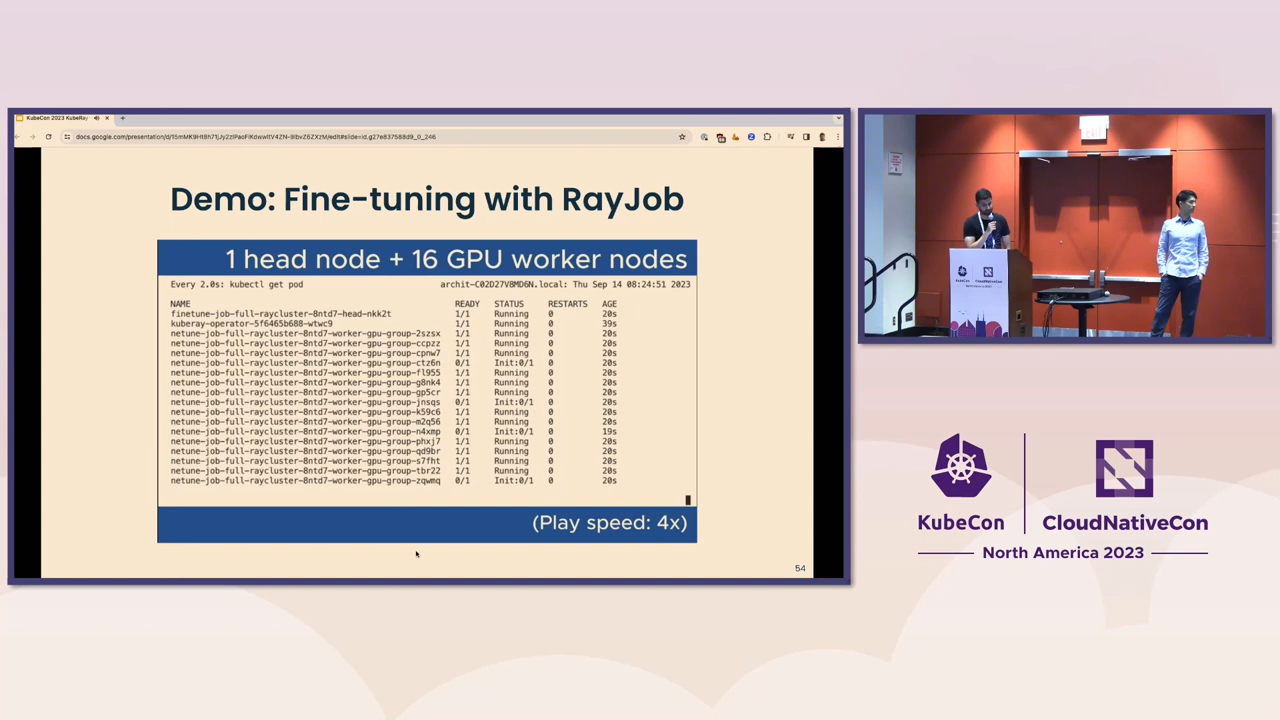 KubeCon 2023 KubeRay
Demo: Fine-tuning with RayJob
1 head node + 16 GPU worker nodes
Every 2.0s: kubectl get pod archit-C02D27V8MD6N.local: Thu Sep 14 08:24:51 2023
NAME READY STATUS RESTARTS AGE
finetune-job-full-raycluster-8ntd7-head-nkk2t 1/1 Running 0 20s
kuberay-operator-5f6465b688-wtwc9 1/1 Running 0 39s
netune-job-full-raycluster-8ntd7-worker-gpu-group-2szsx 1/1 Running 0 20s
netune-job-full-raycluster-8ntd7-worker-gpu-group-ccpzz 1/1 Running 0 20s
netune-job-full-raycluster-8ntd7-worker-gpu-group-cpnw7 1/1 Running 0 20s
netune-job-full-raycluster-8ntd7-worker-gpu-group-ctz6n 0/1 Init:0/1 0 20s
netune-job-full-raycluster-8ntd7-worker-gpu-group-fl955 1/1 Running 0 20s
netune-job-full-raycluster-8ntd7-worker-gpu-group-g8nk4 1/1 Running 0 20s
netune-job-full-raycluster-8ntd7-worker-gpu-group-gp5cr 1/1 Running 0 20s
netune-job-full-raycluster-8ntd7-worker-gpu-group-jnsqs 0/1 Init:0/1 0 20s
netune-job-full-raycluster-8ntd7-worker-gpu-group-k59c6 1/1 Running 0 20s
netune-job-full-raycluster-8ntd7-worker-gpu-group-m2q56 1/1 Running 0 20s
netune-job-full-raycluster-8ntd7-worker-gpu-group-n4xmp 0/1 Init:0/1 0 19s
netune-job-full-raycluster-8ntd7-worker-gpu-group-phxj7 1/1 Running 0 20s
netune-job-full-raycluster-8ntd7-worker-gpu-group-qd9br 1/1 Running 0 20s
netune-job-full-raycluster-8ntd7-worker-gpu-group-s7fht 1/1 Running 0 20s
netune-job-full-raycluster-8ntd7-worker-gpu-group-tbr22 1/1 Running 0 20s
netune-job-full-raycluster-8ntd7-worker-gpu-group-zqwmq 0/1 Init:0/1 0 20s
(Play speed: 4x)
54
KubeCon
CloudNativeCon
North America 2023